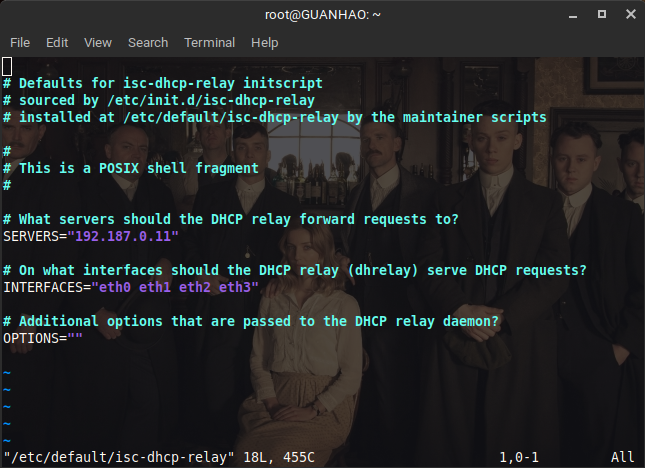 root@GUANHAO: ~
File Edit View Search Terminal Help
# Defaults for isc-dhcp-relay initscript
# sourced by /etc/init.d/isc-dhcp-relay
# installed at /etc/default/isc-dhcp-relay by the maintainer scripts
#
# This is a POSIX shell fragment
#
# What servers should the DHCP relay forward requests to?
SERVERS="192.187.0.11"
# On what interfaces should the DHCP relay (dhrelay) serve DHCP requests?
INTERFACES="eth0 eth1 eth2 eth3"
# Additional options that are passed to the DHCP relay daemon?
OPTIONS=""
~
~
~
~
~
"/etc/default/isc-dhcp-relay" 18L, 455C 1,0-1 All